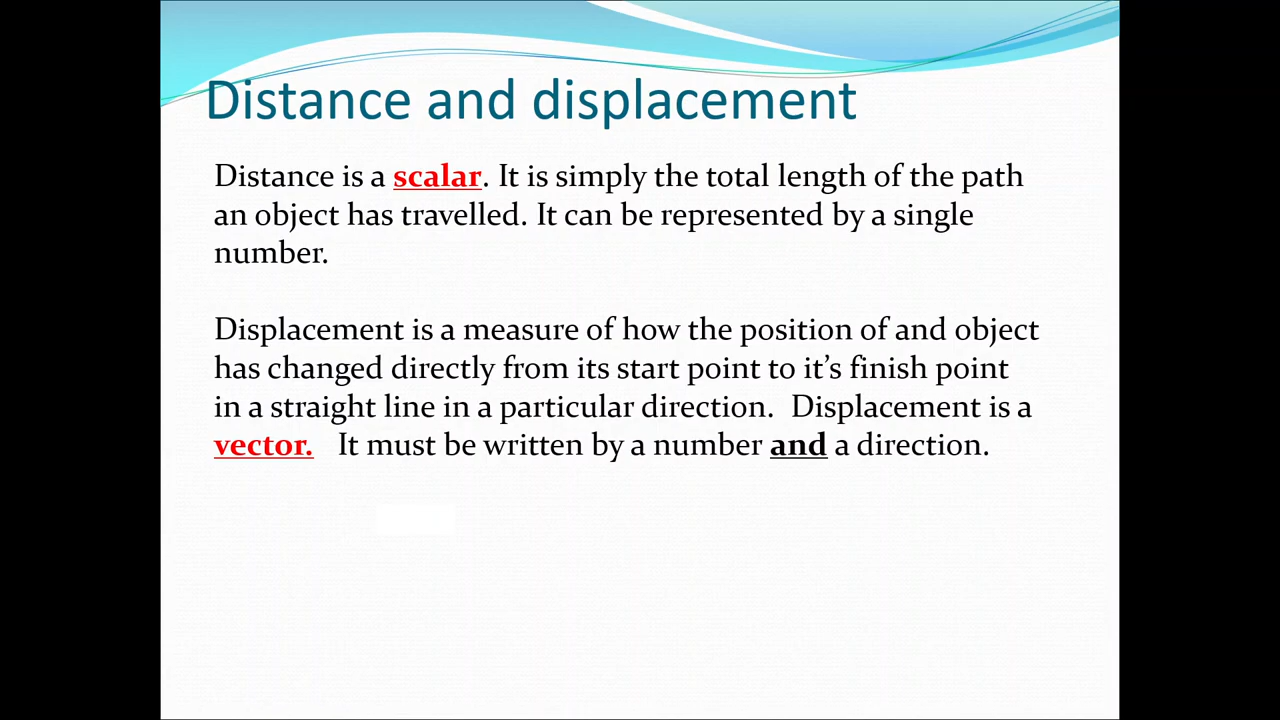 Distance and displacement
Distance is a scalar. It is simply the total length of the path
an object has travelled. It can be represented by a single
number.
Displacement is a measure of how the position of and object
has changed directly from its start point to it’s finish point
in a straight line in a particular direction.  Displacement is a
vector.   It must be written by a number and a direction.